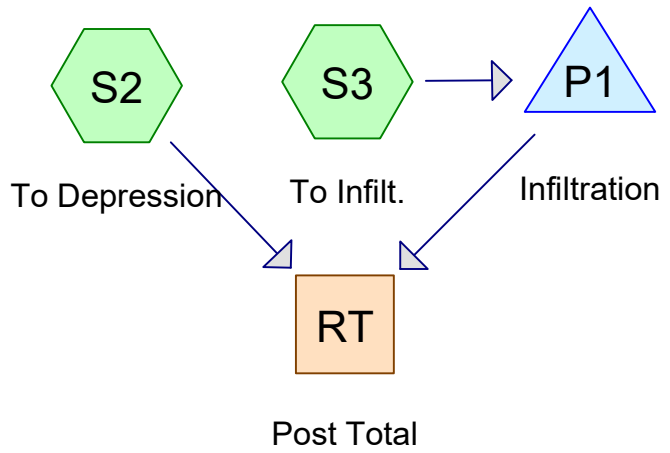 S2
S3
P1
To Depression
To Infilt.
Infiltration
RT
Post Total